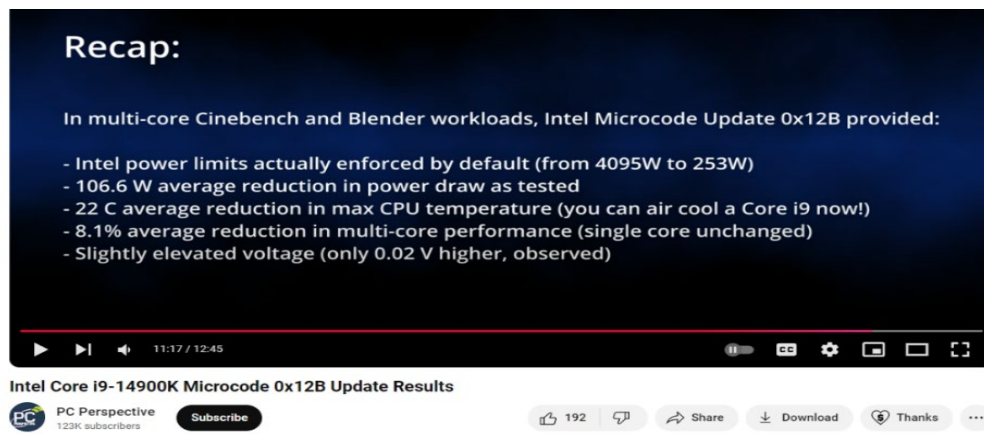 Recap:
In multi-core Cinebench and Blender workloads, Intel Microcode Update 0x12B provided:
- Intel power limits actually enforced by default (from 4095W to 253W)
- 106.6 W average reduction in power draw as tested
- 22 C average reduction in max CPU temperature (you can air cool a Core i9 now!)
- 8.1% average reduction in multi-core performance (single core unchanged)
- Slightly elevated voltage (only 0.02 V higher, observed)
11:17 / 12:45
CC
Intel Core i9-14900K Microcode 0x12B Update Results
PC
PC Perspective
123K subscribers
Subscribe
192
Share
Download
Thanks
...